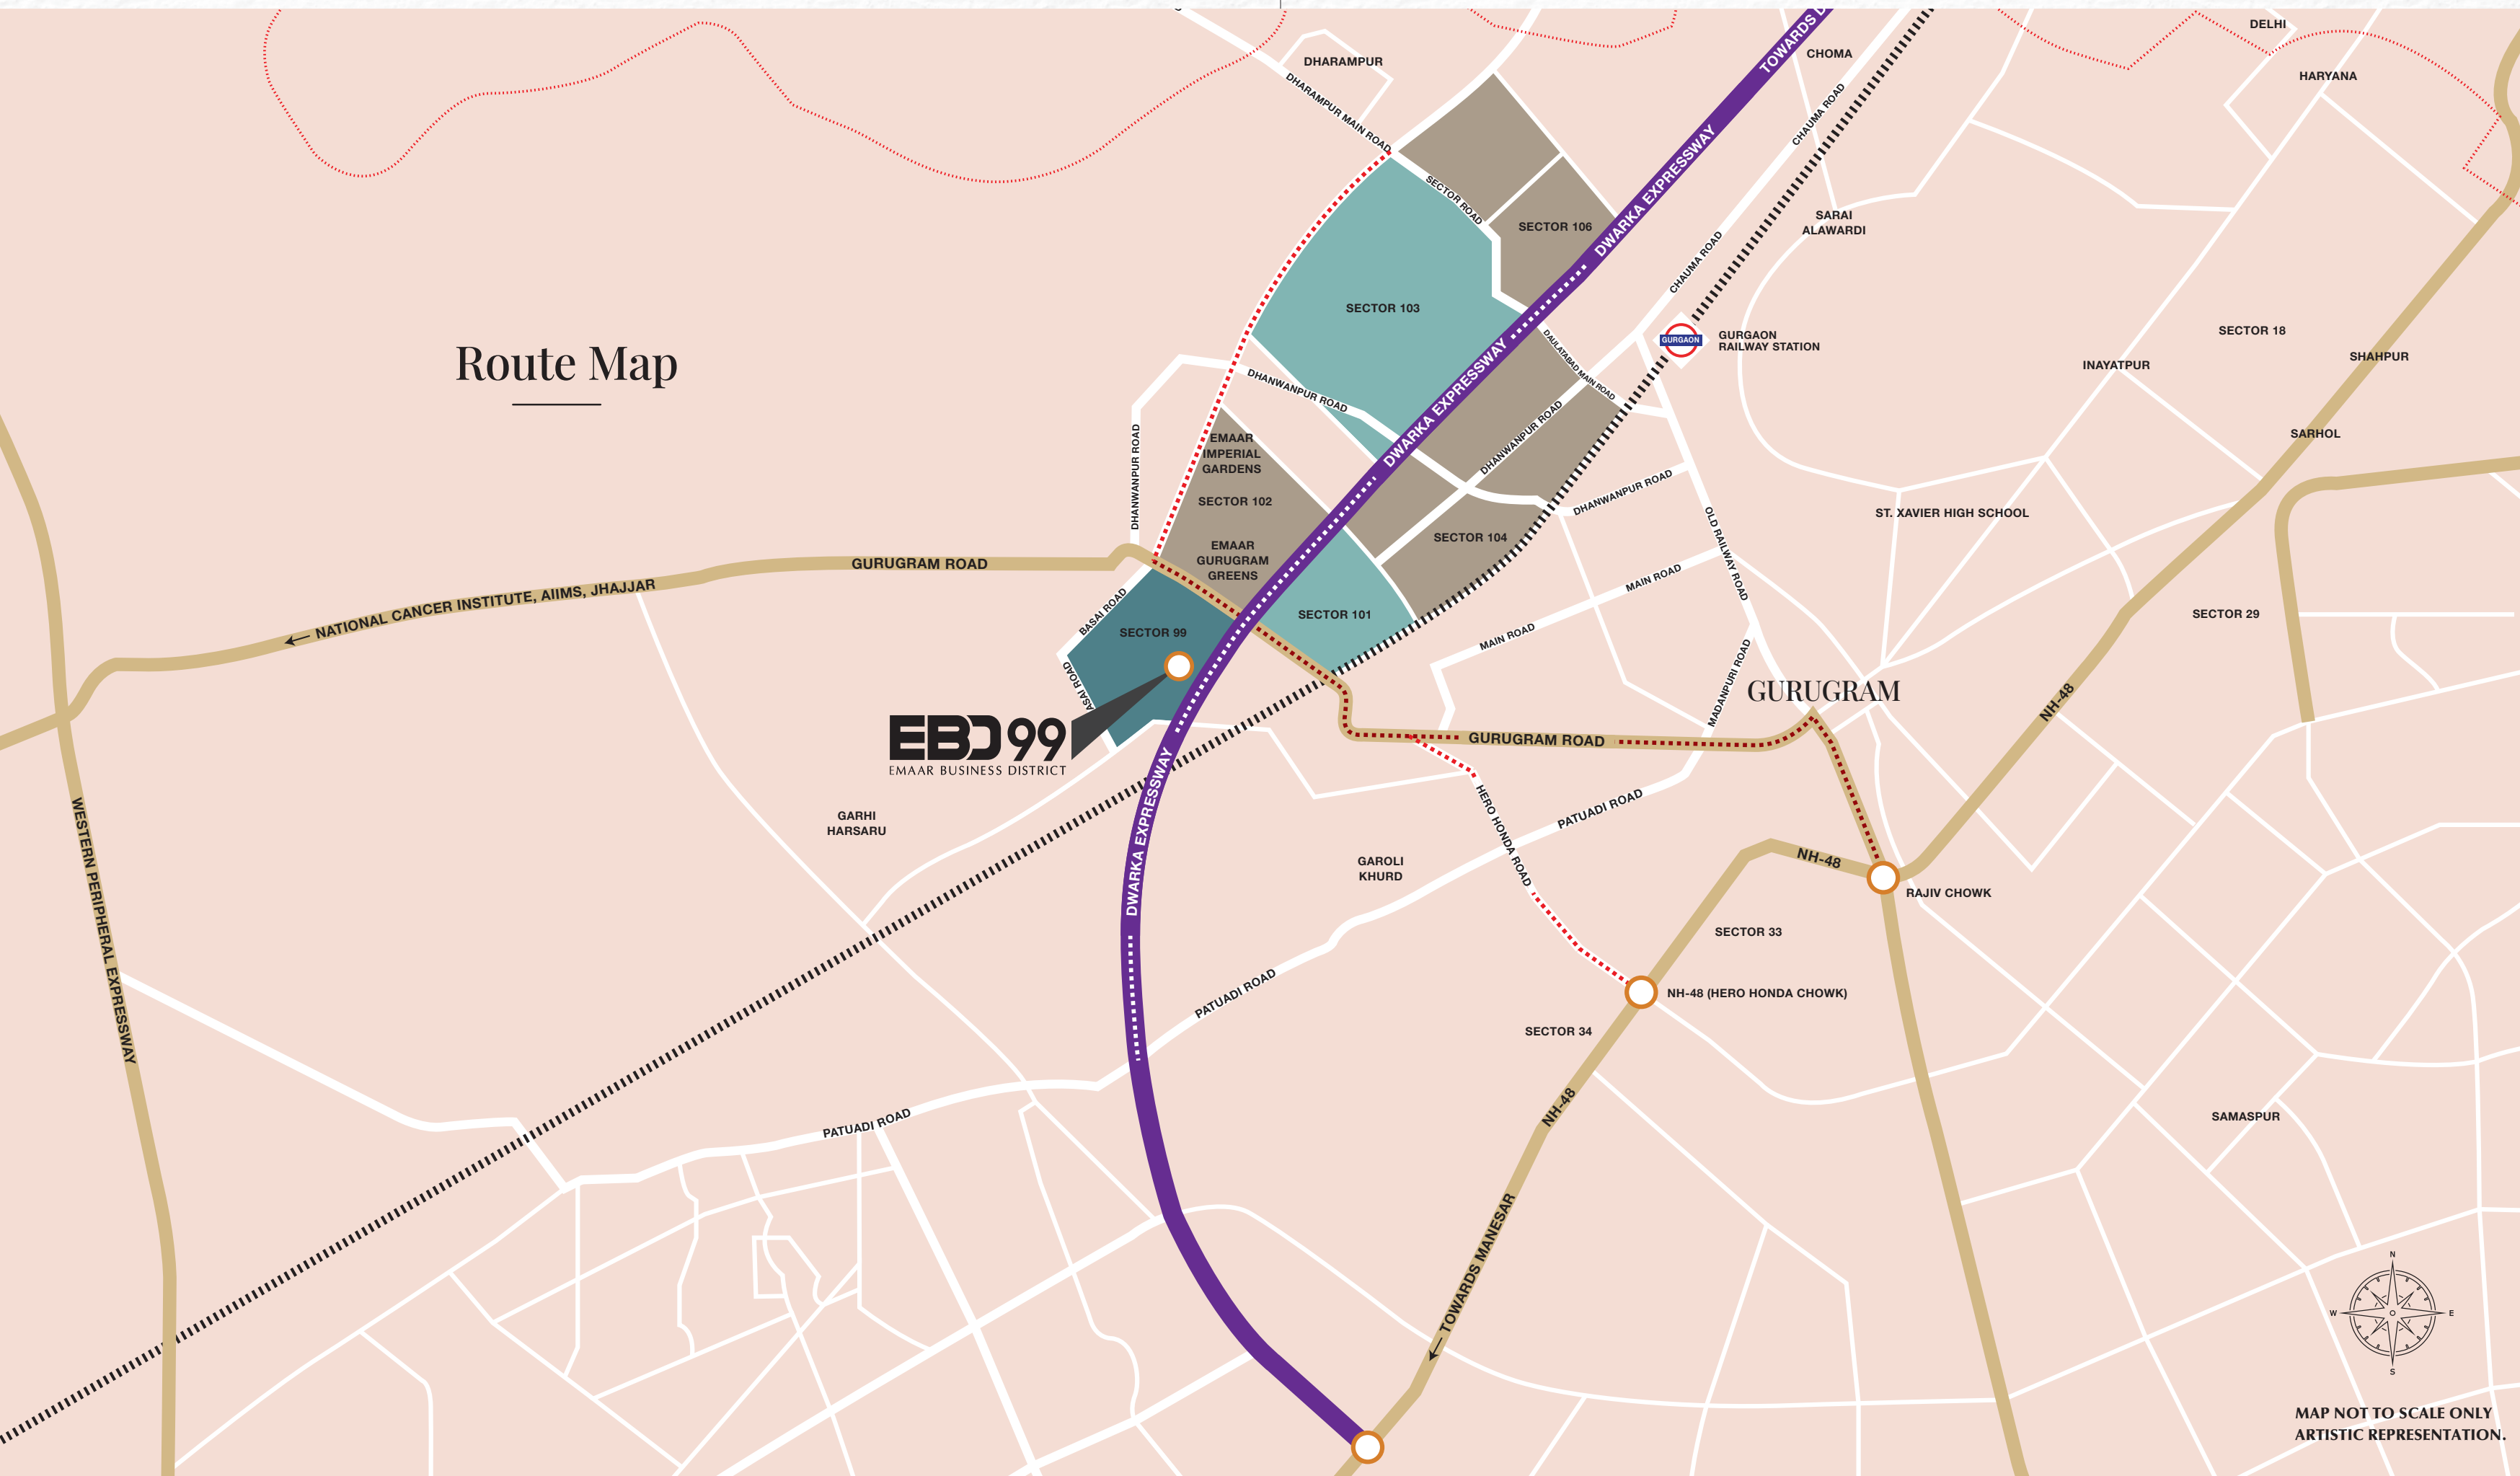 DELHI
CHOMA
DHARAMPUR
HARYANA
TOWARDS D
DHARAMPUR MAIN ROAD
CHAUMA ROAD
DWARKA EXPRESSWAY
SECTOR ROAD
SECTOR 106
SARAI
ALAWARDI
CHAUMA ROAD
SECTOR 103
GURGAON
GURGAON
RAILWAY STATION
SECTOR 18
SHAHPUR
INAYATPUR
Route Map
DAULATABAD MAIN ROAD
DHANWANPUR ROAD
DWARKA EXPRESSWAY
DHANWANPUR ROAD
SARHOL
EMAAR
IMPERIAL
GARDENS
DHANWANPUR ROAD
SECTOR 102
DHANWANPUR ROAD
ST. XAVIER HIGH SCHOOL
SECTOR 104
OLD RAILWAY ROAD
EMAAR
GURUGRAM
GREENS
GURUGRAM ROAD
MAIN ROAD
NATIONAL CANCER INSTITUTE, AIIMS, JHAJJAR
BASAI ROAD
SECTOR 101
SECTOR 29
SECTOR 99
MAIN ROAD
BASAI ROAD
MADANPURI ROAD
GURUGRAM
NH-48
EBD 99
EMAAR BUSINESS DISTRICT
GURUGRAM ROAD
GARHI
HARSARU
HERO HONDA ROAD
PATUADI ROAD
DWARKA EXPRESSWAY
WESTERN PERIPHERAL EXPRESSWAY
GAROLI
KHURD
NH-48
RAJIV CHOWK
SECTOR 33
PATUADI ROAD
NH-48 (HERO HONDA CHOWK)
SECTOR 34
NH-48
PATUADI ROAD
SAMASPUR
TOWARDS MANESAR
N
W
O
E
S
MAP NOT TO SCALE ONLY
ARTISTIC REPRESENTATION.